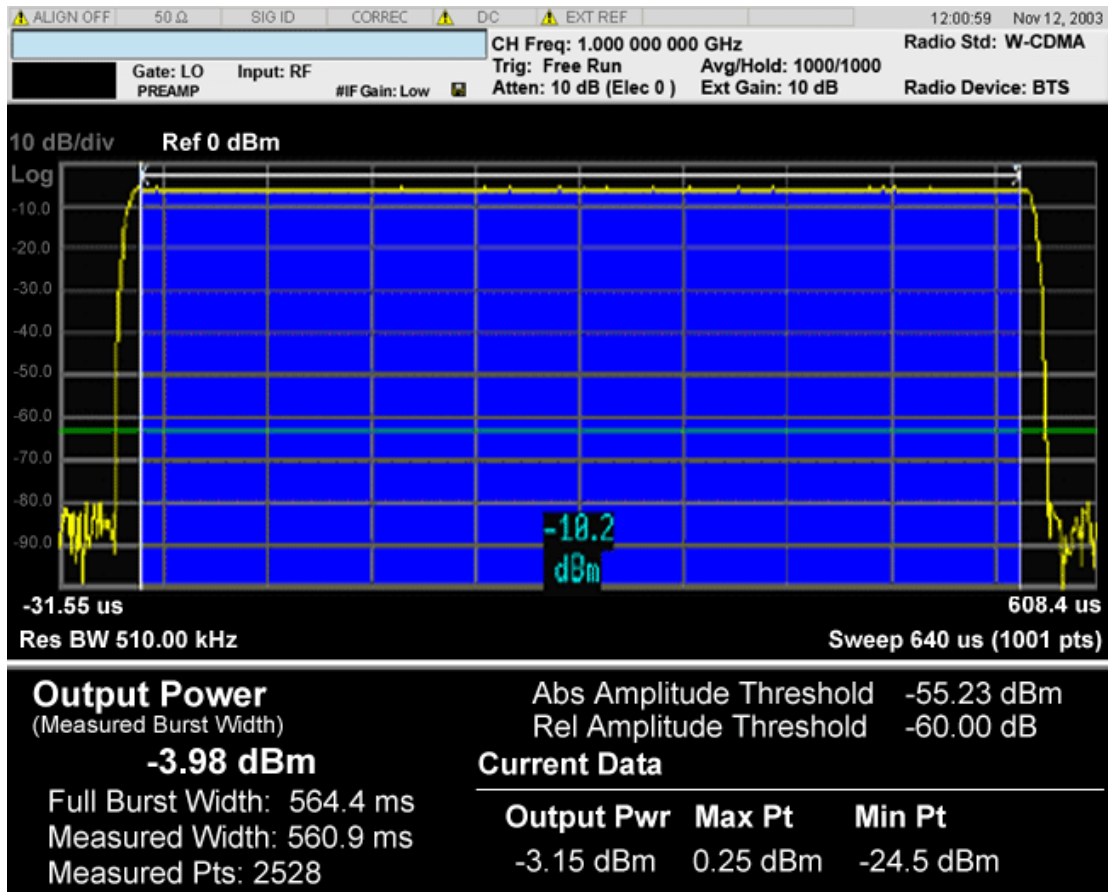 ALIGN OFF 50 Ω SIG ID CORREC DC EXT REF 12:00:59 Nov 12, 2003
CH Freq: 1.000 000 000 GHz Radio Std: W-CDMA
Gate: LO Input: RF Trig: Free Run Avg/Hold: 1000/1000
PREAMP #IF Gain: Low Atten: 10 dB (Elec 0 ) Ext Gain: 10 dB Radio Device: BTS
10 dB/div Ref 0 dBm
Log
-10.0
-20.0
-30.0
-40.0
-50.0
-60.0
-70.0
-80.0
-90.0
-10.2
dBm
-31.55 us 608.4 us
Res BW 510.00 kHz Sweep 640 us (1001 pts)
Output Power Abs Amplitude Threshold -55.23 dBm
(Measured Burst Width) Rel Amplitude Threshold -60.00 dB
-3.98 dBm Current Data
Full Burst Width: 564.4 ms
Output Pwr Max Pt Min Pt
Measured Width: 560.9 ms
-3.15 dBm 0.25 dBm -24.5 dBm
Measured Pts: 2528